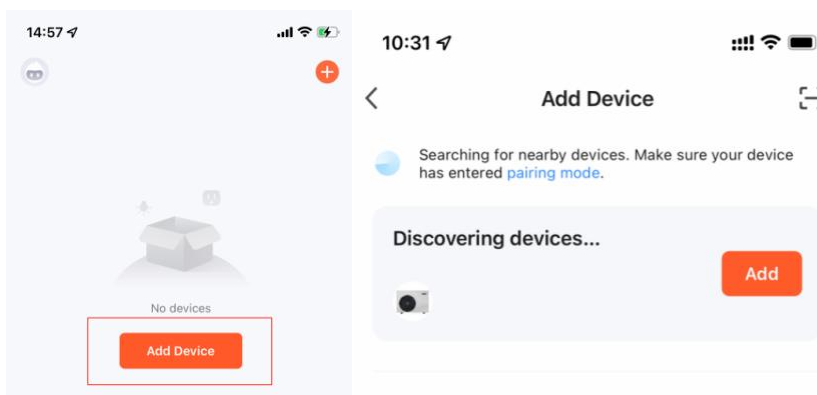 14:57
No devices
Add Device
10:31
Add Device
Searching for nearby devices. Make sure your device
has entered pairing mode.
Discovering devices...
Add